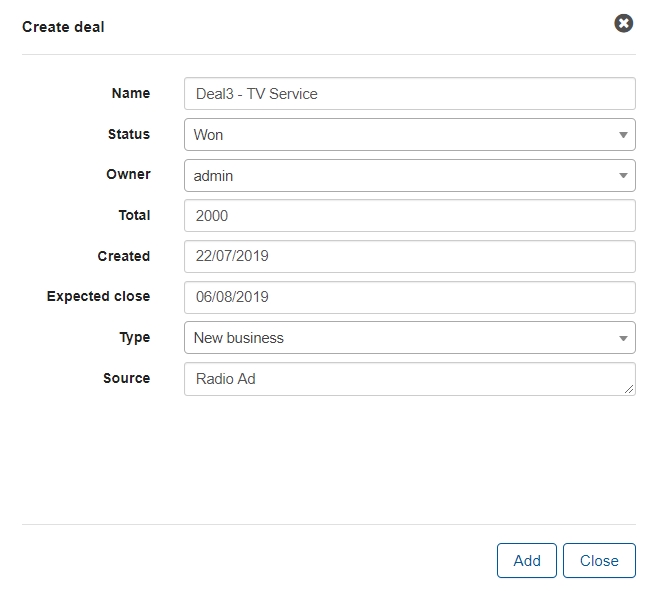 Create deal
Name Deal3 - TV Service
Status Won
Owner admin
Total 2000
Created 22/07/2019
Expected close 06/08/2019
Type New business
Source Radio Ad
Add Close